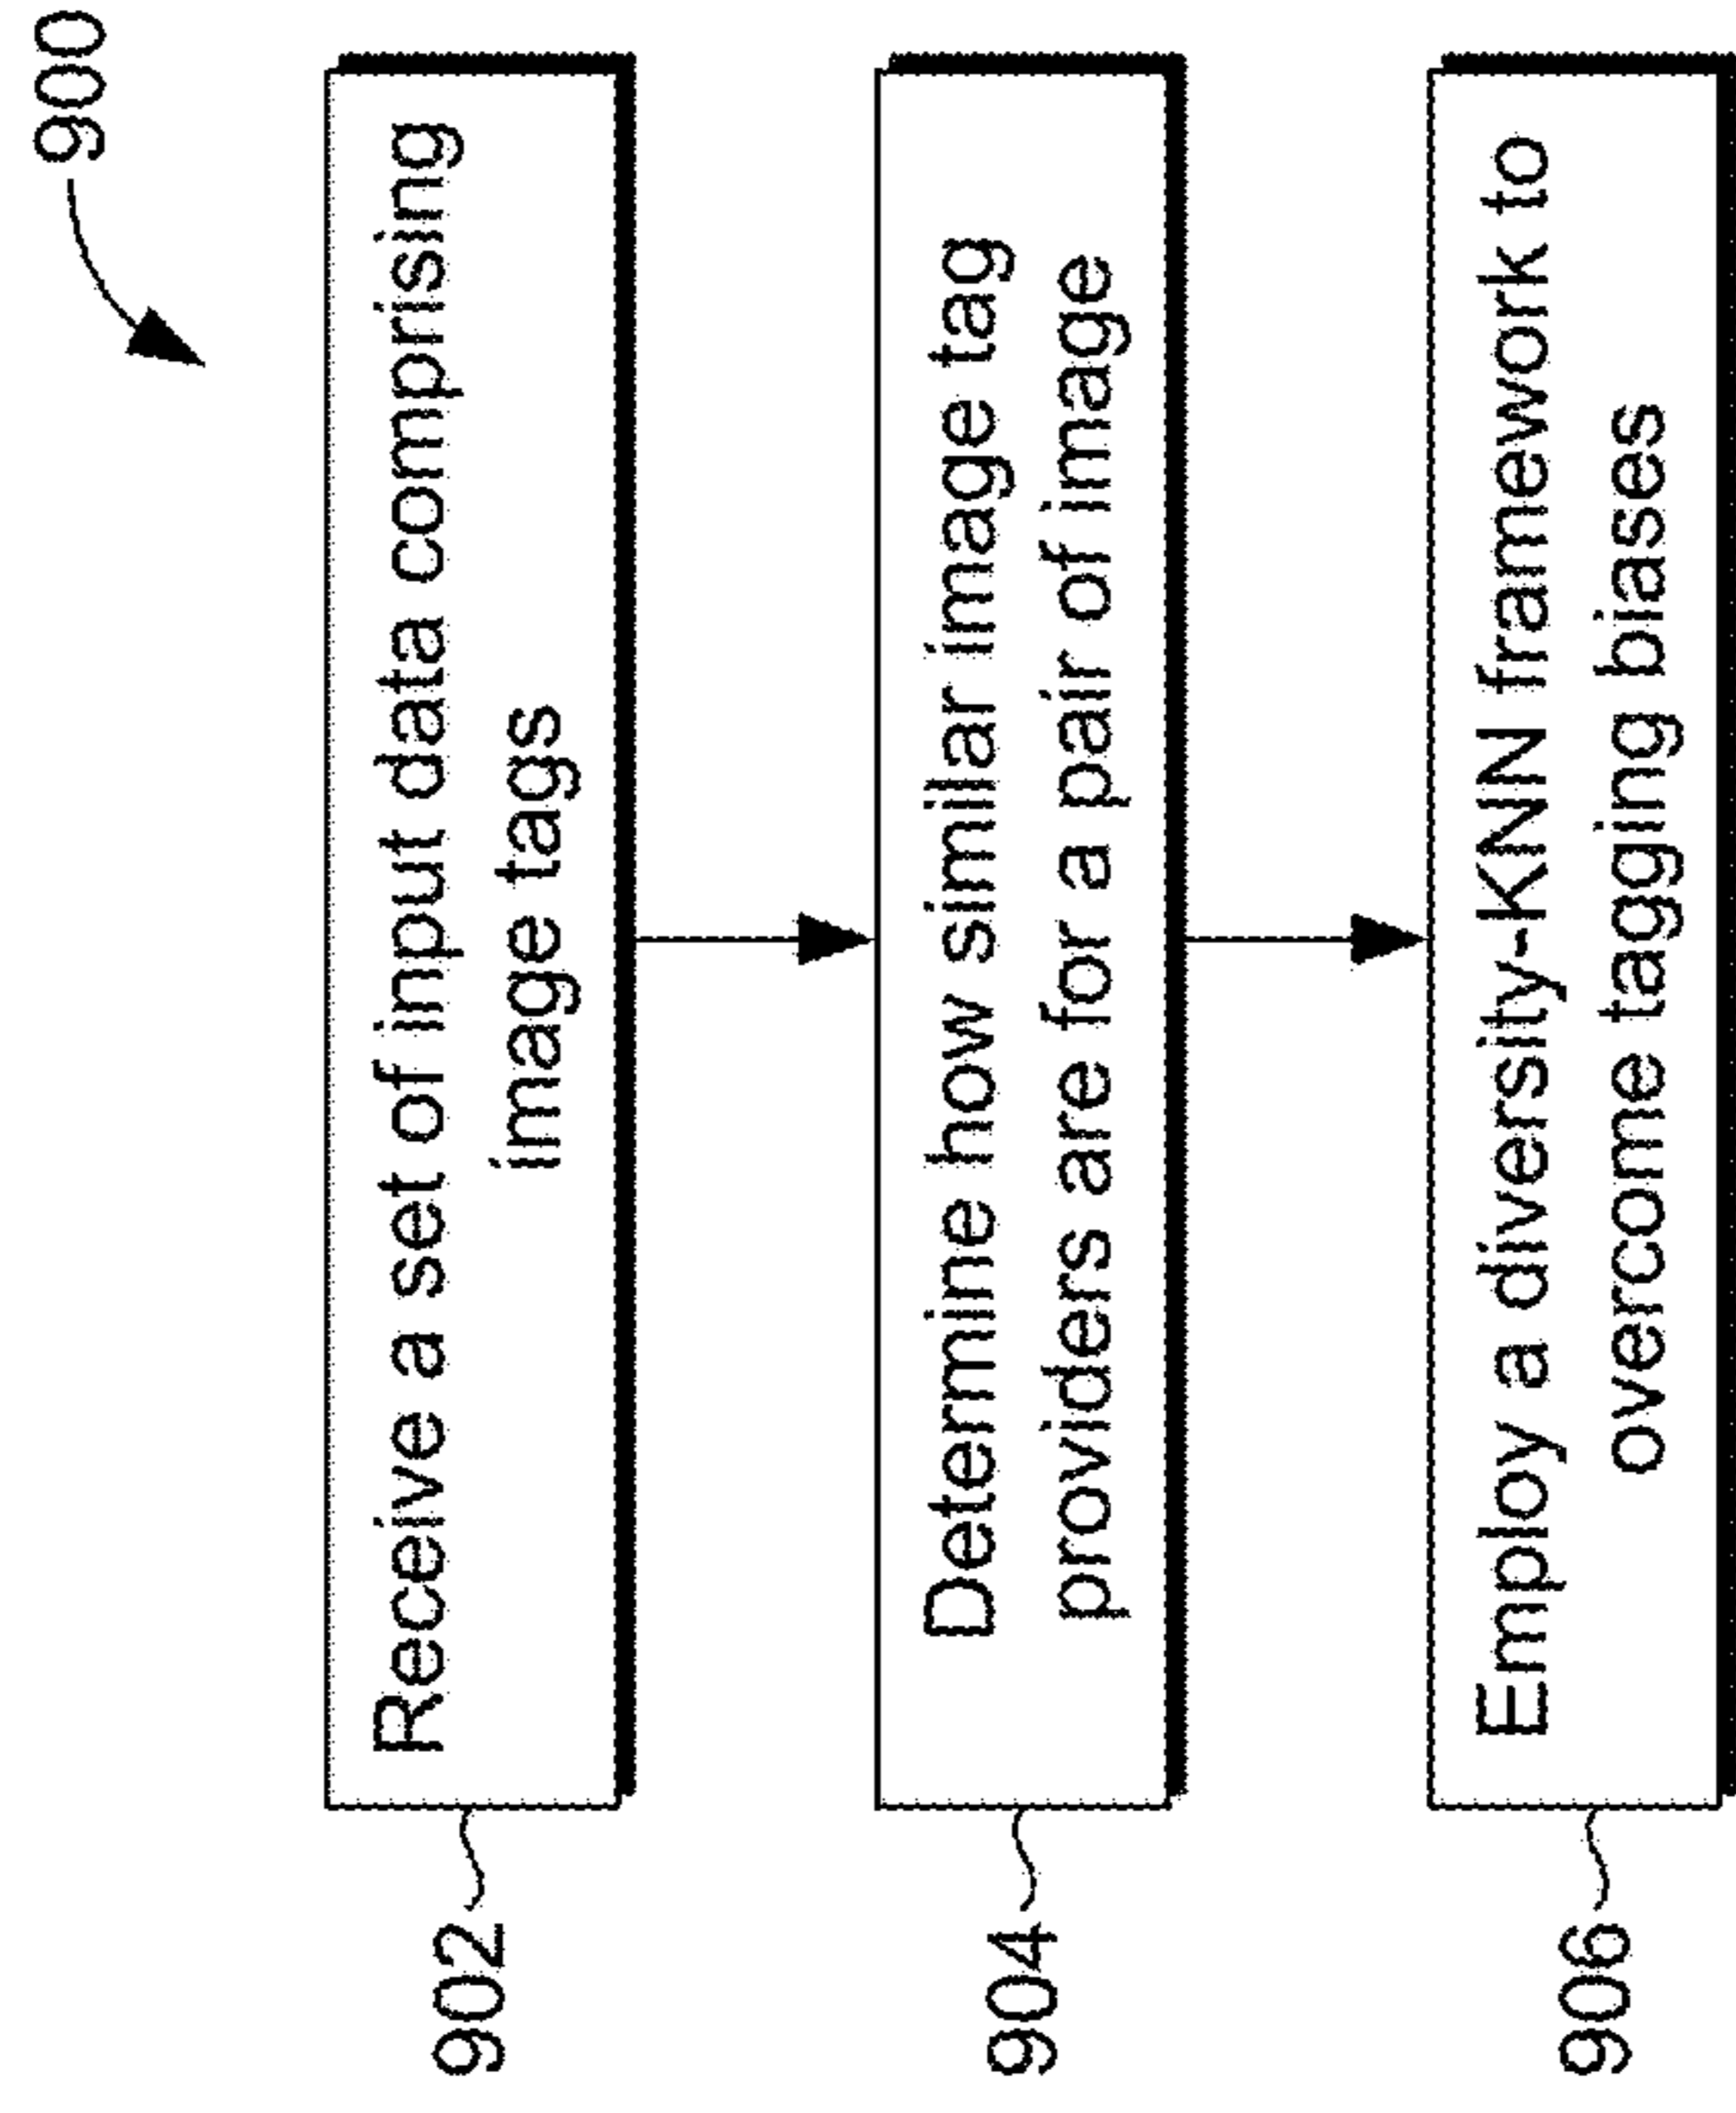 900
902
Receive a set of input data comprising
image tags
904
Determine how similar image tag
providers are for a pair of image
906
Employ a diversity-KNN framework to
overcome tagging biases